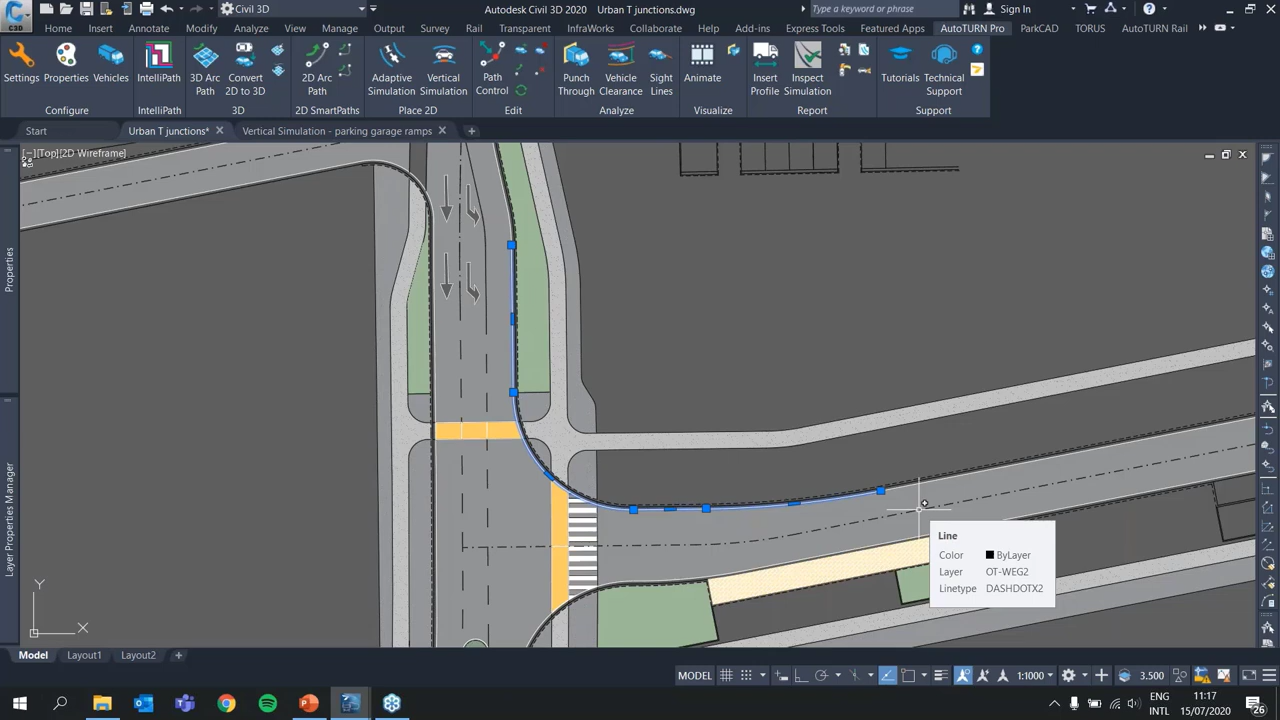 C3D
Civil 3D
Autodesk Civil 3D 2020
Urban T junctions.dwg
Type a keyword or phrase
Sign In
Home
Insert
Annotate
Modify
Analyze
View
Manage
Output
Survey
Rail
Transparent
InfraWorks
Collaborate
Help
Add-ins
Express Tools
Featured Apps
AutoTURN Pro
ParkCAD
TORUS
AutoTURN Rail
Settings
Properties
Vehicles
IntelliPath
3D Arc Path
Convert 2D to 3D
2D Arc Path
Adaptive Simulation
Vertical Simulation
Path Control
Punch Through
Vehicle Clearance
Sight Lines
Animate
Insert Profile
Inspect Simulation
Tutorials
Technical Support
Configure
IntelliPath
3D
2D SmartPaths
Place 2D
Edit
Analyze
Visualize
Report
Support
Start
Urban T junctions*
Vertical Simulation - parking garage ramps
[−][Top][2D Wireframe]
Properties
Layer Properties Manager
Line
Color ByLayer
Layer OT-WEG2
Linetype DASHDOTX2
Y
X
Model
Layout1
Layout2
MODEL
1:1000
3.500
ENG
INTL
11:17
15/07/2020
26